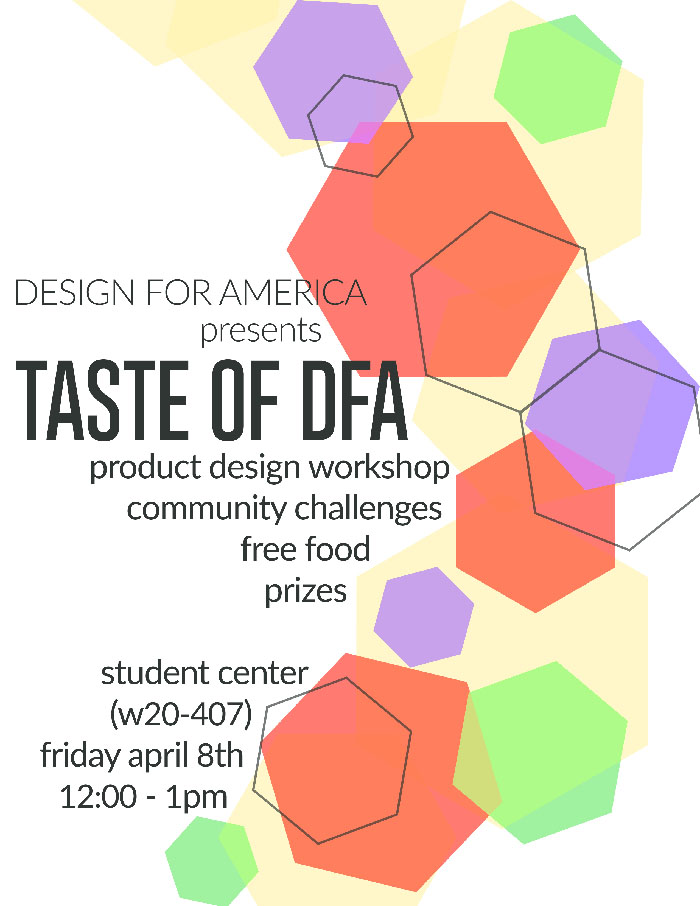 DESIGN FOR AMERICA
presents
TASTE OF DFA
product design workshop
community challenges
free food
prizes
student center
(w20-407)
friday april 8th
12:00 - 1pm